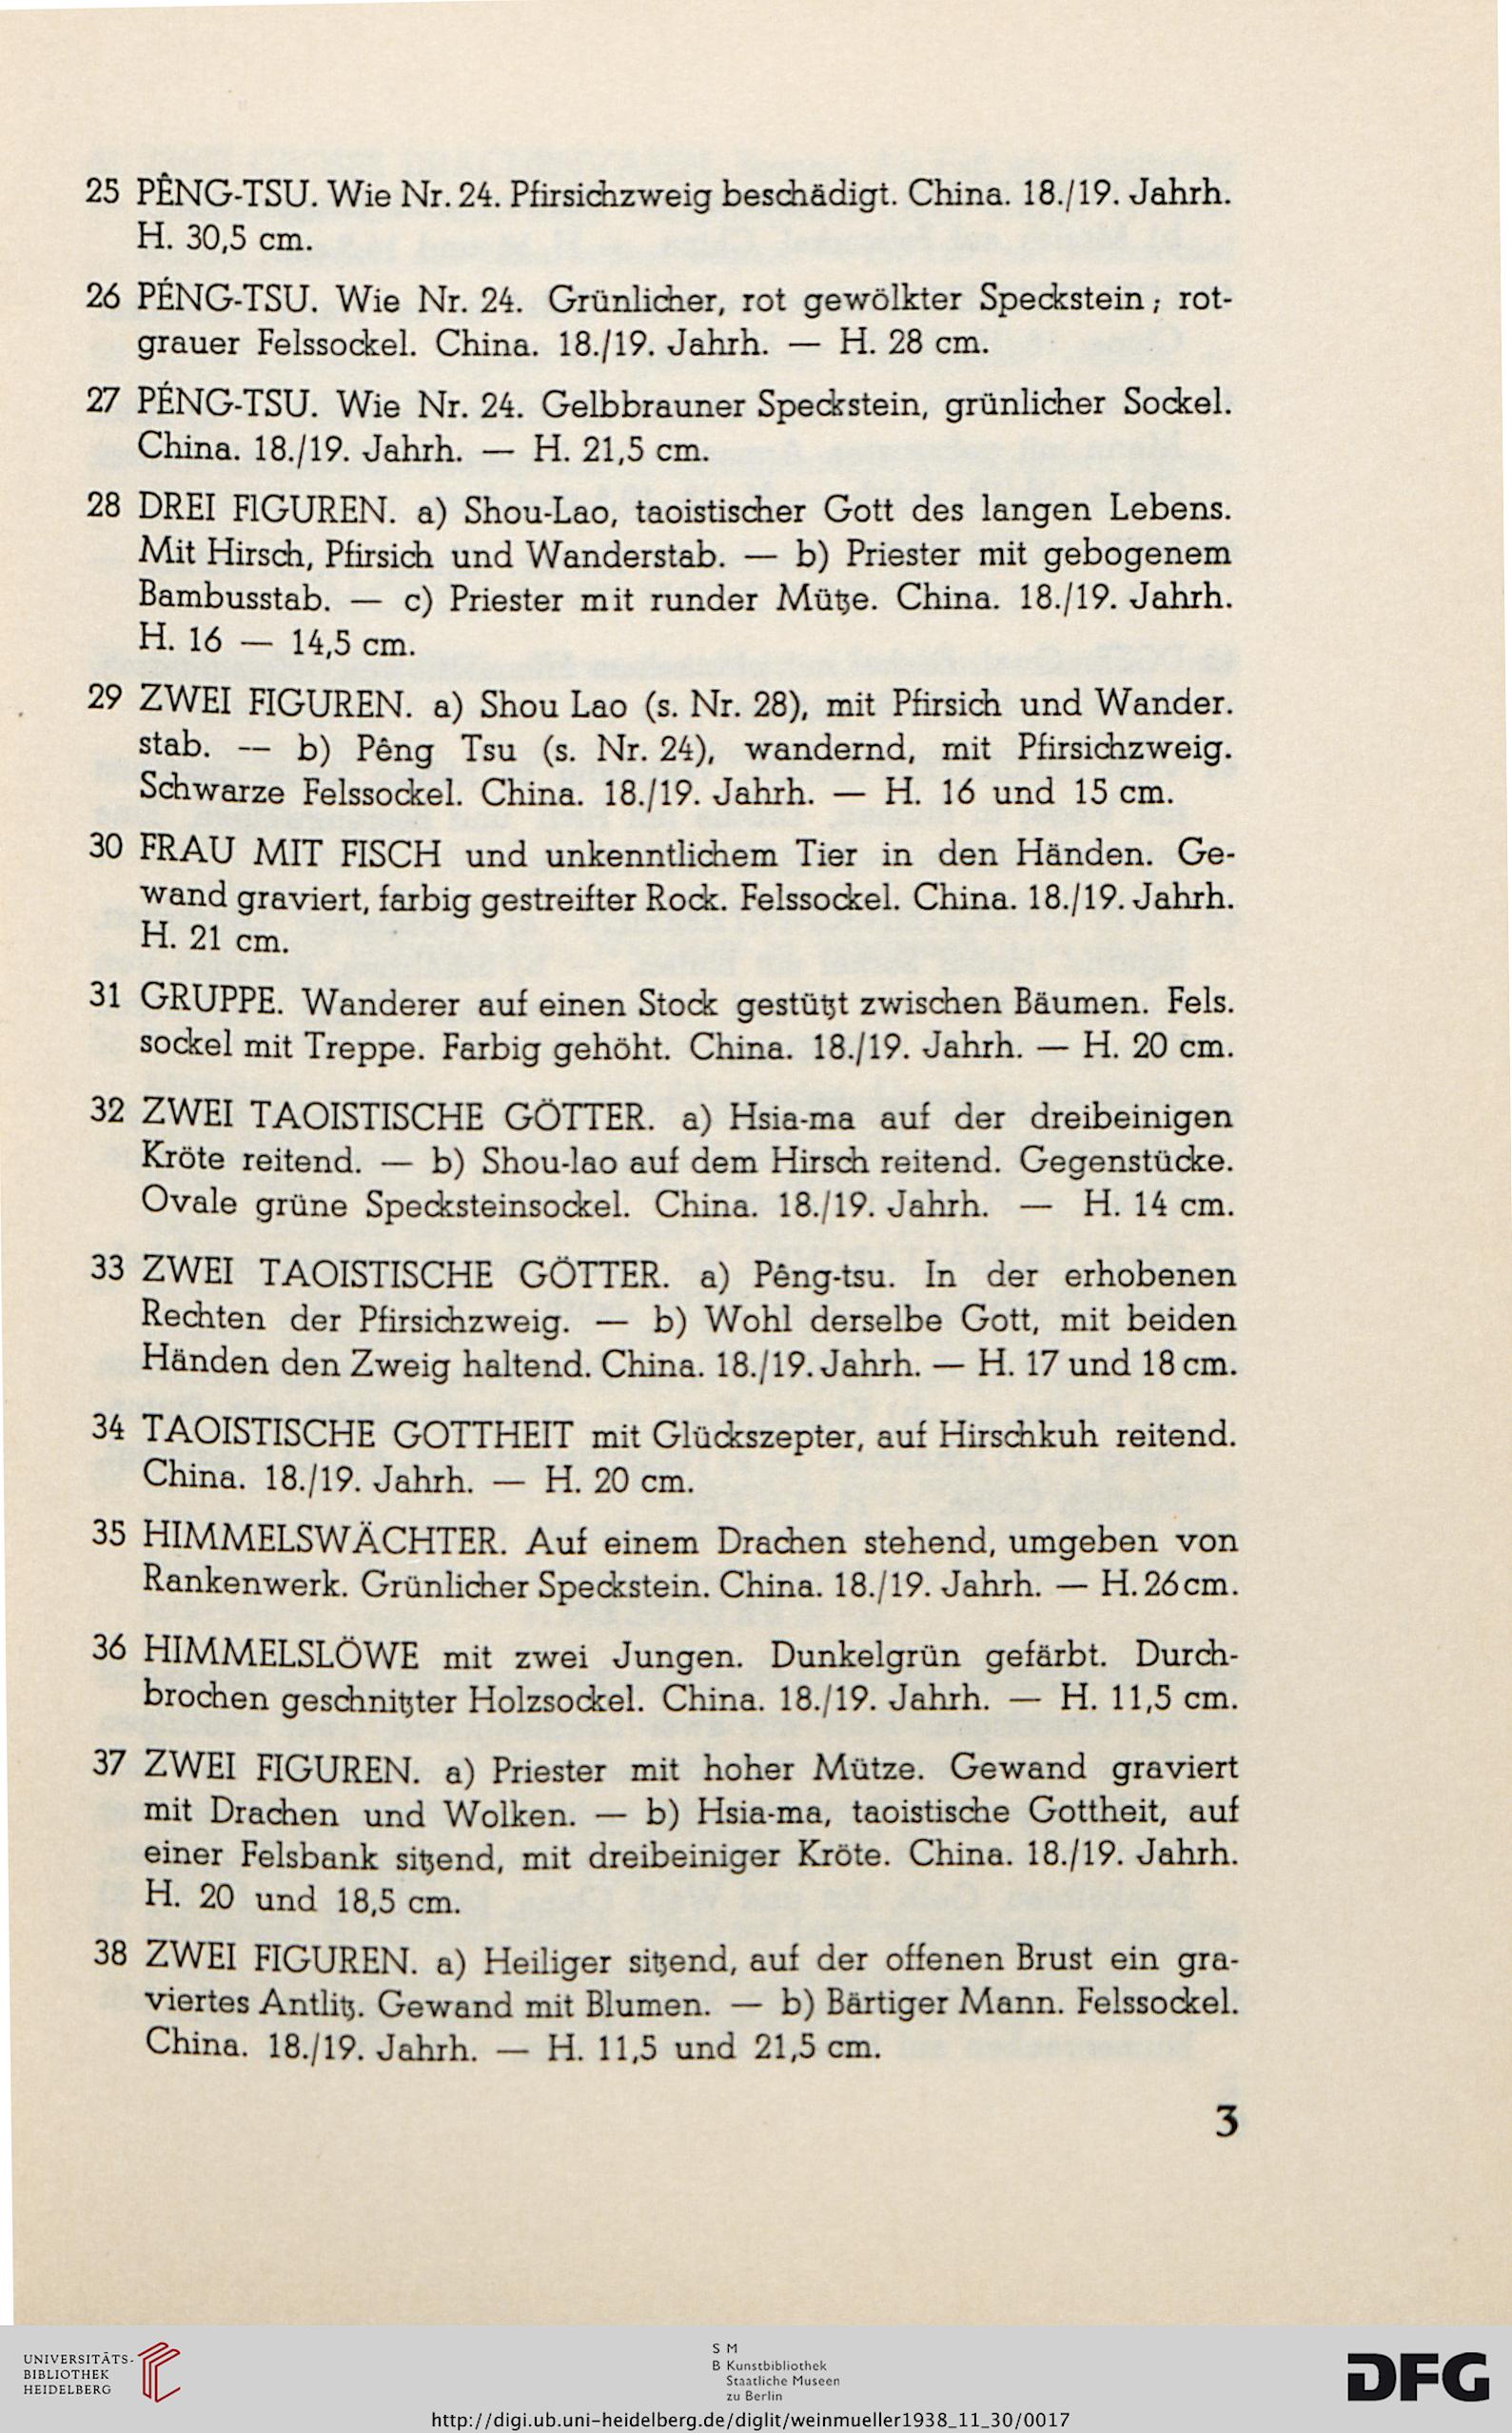 25 PÊNG-TSU. Wie Nr. 24. Pfirsichzweig beschädigt. China. 18./19. Jahrh.
H. 30,5 cm.
26 PÉNG-TSU. Wie Nr. 24. Grünlicher, rot gewölkter Speckstein; rot-
grauer Felssockel. China. 18./19. Jahrh. — H. 28 cm.
27 PÉNG-TSU. Wie Nr. 24. Gelbbrauner Speckstein, grünlicher Sockel.
China. 18./19. Jahrh. — H. 21,5 cm.
28 DREI FIGUREN. a) Shou-Lao, taoistischer Gott des langen Lebens.
Mit Hirsch, Pfirsich und Wanderstab. — b) Priester mit gebogenem
Bambusstab. — c) Priester mit runder Mütze. China. 18./19. Jahrh.
H. 16 — 14,5 cm.
29 ZWEI FIGUREN. a) Shou Lao (s. Nr. 28), mit Pfirsich und Wander.
stab. — b) Pêng Tsu (s. Nr. 24), wandernd, mit Pfirsichzweig.
Schwarze Felssockel. China. 18./19. Jahrh. — H. 16 und 15 cm.
30 FRAU MIT FISCH und unkenntlichem Tier in den Händen. Ge-
wand graviert, farbig gestreifter Rock. Felssockel. China. 18./19. Jahrh.
H. 21 cm.
31 GRUPPE. Wanderer auf einen Stock gestützt zwischen Bäumen. Fels.
sockel mit Treppe. Farbig gehöht. China. 18./19. Jahrh. — H. 20 cm.
32 ZWEI TAOISTISCHE GÖTTER. a) Hsia-ma auf der dreibeinigen
Kröte reitend. — b) Shou-lao auf dem Hirsch reitend. Gegenstücke.
Ovale grüne Specksteinsockel. China. 18./19. Jahrh. — H. 14 cm.
33 ZWEI TAOISTISCHE GÖTTER. a) Pêng-tsu. In der erhobenen
Rechten der Pfirsichzweig. — b) Wohl derselbe Gott, mit beiden
Händen den Zweig haltend. China. 18./19. Jahrh. — H. 17 und 18 cm.
34 TAOISTISCHE GOTTHEIT mit Glückszepter, auf Hirschkuh reitend.
China. 18./19. Jahrh. — H. 20 cm.
35 HIMMELSWÄCHTER. Auf einem Drachen stehend, umgeben von
Rankenwerk. Grünlicher Speckstein. China. 18./19. Jahrh. — H. 26 cm.
36 HIMMELSLÖWE mit zwei Jungen. Dunkelgrün gefärbt. Durch-
brochen geschnitzter Holzsockel. China. 18./19. Jahrh. — H. 11,5 cm.
37 ZWEI FIGUREN. a) Priester mit hoher Mütze. Gewand graviert
mit Drachen und Wolken. — b) Hsia-ma, taoistische Gottheit, auf
einer Felsbank sitzend, mit dreibeiniger Kröte. China. 18./19. Jahrh.
H. 20 und 18,5 cm.
38 ZWEI FIGUREN. a) Heiliger sitzend, auf der offenen Brust ein gra-
viertes Antlitz. Gewand mit Blumen. — b) Bärtiger Mann. Felssockel.
China. 18./19. Jahrh. — H. 11,5 und 21,5 cm.
3
UNIVERSITÄTS-
BIBLIOTHEK
HEIDELBERG
S M
B Kunstbibliothek
Staatliche Museen
zu Berlin
DFG
http://digi.ub.uni-heidelberg.de/diglit/weinmueller1938_11_30/0017